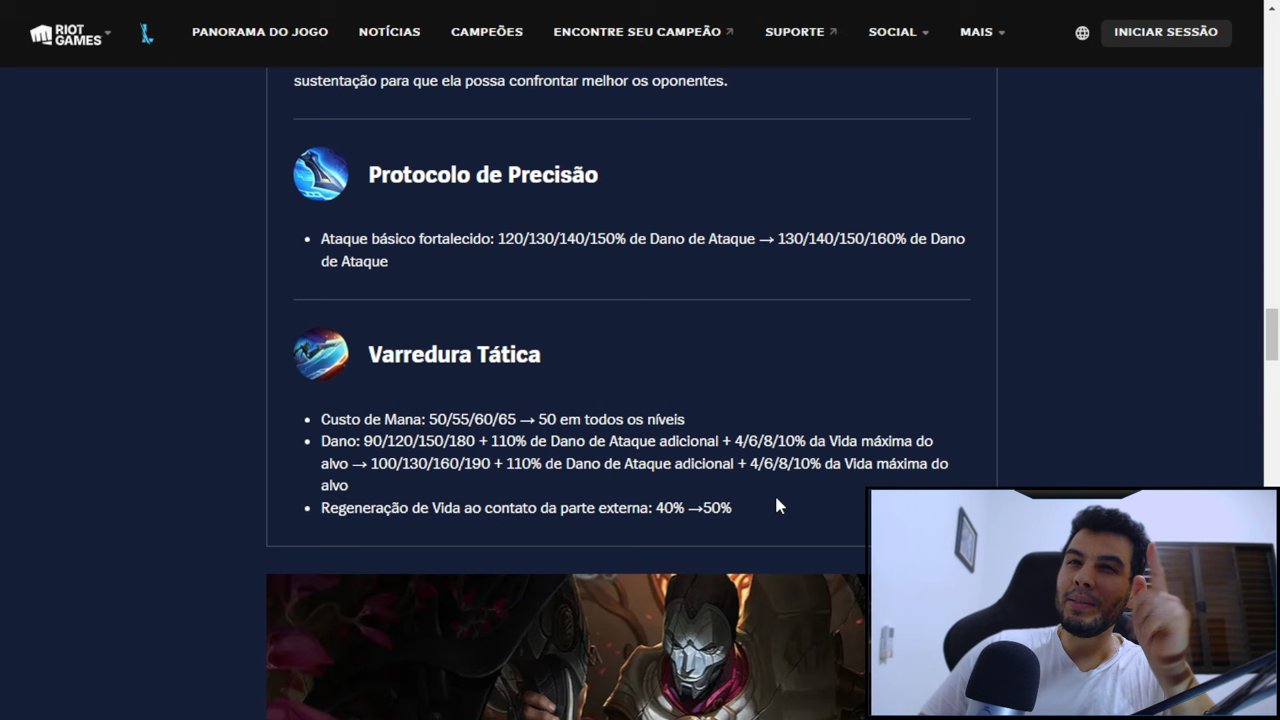 RIOT GAMES
PANORAMA DO JOGO
NOTÍCIAS
CAMPEÕES
ENCONTRE SEU CAMPEÃO
SUPORTE
SOCIAL
MAIS
INICIAR SESSÃO
sustentação para que ela possa confrontar melhor os oponentes.
Protocolo de Precisão
• Ataque básico fortalecido: 120/130/140/150% de Dano de Ataque → 130/140/150/160% de Dano
de Ataque
Varredura Tática
• Custo de Mana: 50/55/60/65 → 50 em todos os níveis
• Dano: 90/120/150/180 + 110% de Dano de Ataque adicional + 4/6/8/10% da Vida máxima do
alvo → 100/130/160/190 + 110% de Dano de Ataque adicional + 4/6/8/10% da Vida máxima do
alvo
• Regeneração de Vida ao contato da parte externa: 40% →50%